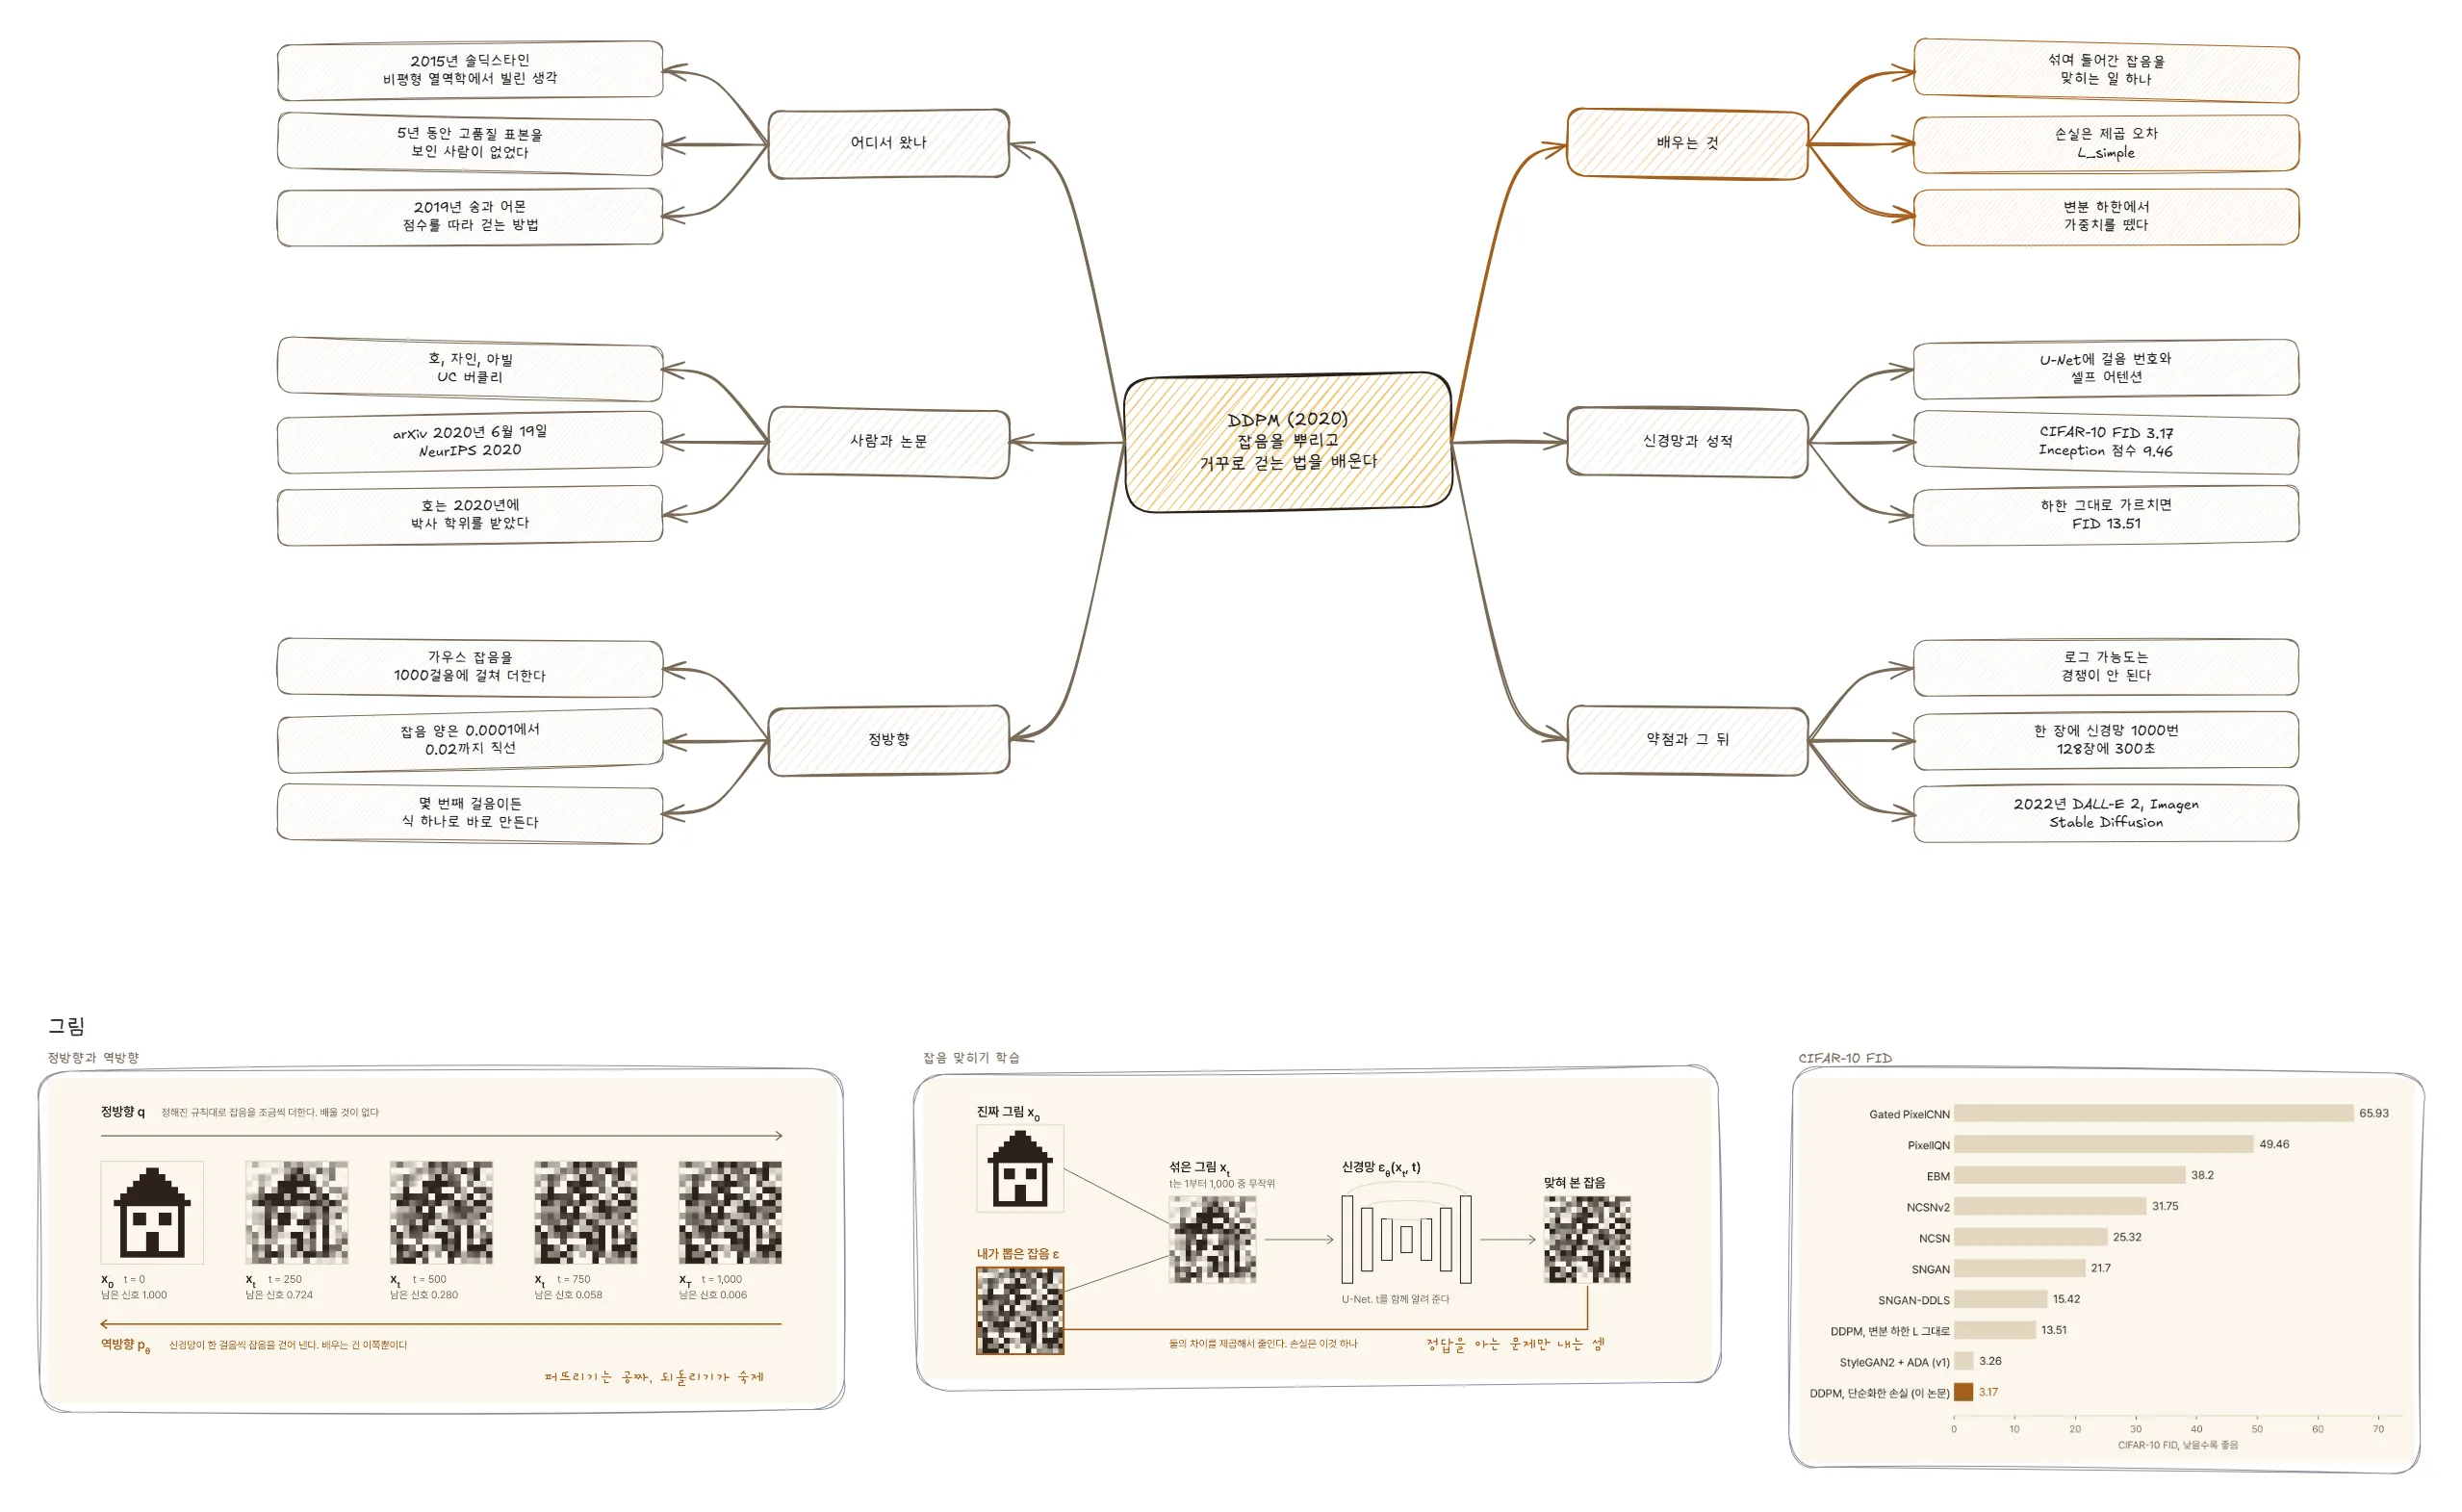 2015년 솔딕스타인
비평형 열역학에서 빌린 생각
5년 동안 고품질 표본을
보인 사람이 없었다
2019년 송과 어몬
점수를 따라 걷는 방법
어디서 왔나
호, 자인, 아빌
UC 버클리
arXiv 2020년 6월 19일
NeurIPS 2020
호는 2020년에
박사 학위를 받았다
사람과 논문
가우스 잡음을
1000걸음에 걸쳐 더한다
잡음 양은 0.0001에서
0.02까지 직선
몇 번째 걸음이든
식 하나로 바로 만든다
정방향
DDPM (2020)
잡음을 뿌리고
거꾸로 걷는 법을 배운다
배우는 것
섞여 들어간 잡음을
맞히는 일 하나
손실은 제곱 오차
L_simple
변분 하한에서
가중치를 뗐다
신경망과 성적
U-Net에 걸음 번호와
셀프 어텐션
CIFAR-10 FID 3.17
Inception 점수 9.46
하한 그대로 가르치면
FID 13.51
약점과 그 뒤
로그 가능도는
경쟁이 안 된다
한 장에 신경망 1000번
128장에 300초
2022년 DALL-E 2, Imagen
Stable Diffusion
그림
정방향과 역방향
정방향 q 정해진 규칙대로 잡음을 조금씩 더한다. 배울 것이 없다
x0 t = 0
남은 신호 1.000
xt t = 250
남은 신호 0.724
xt t = 500
남은 신호 0.280
xt t = 750
남은 신호 0.058
xT t = 1,000
남은 신호 0.006
역방향 pθ 신경망이 한 걸음씩 잡음을 걷어 낸다. 배우는 건 이쪽뿐이다
퍼뜨리기는 공짜, 되돌리기가 숙제
잡음 맞히기 학습
진짜 그림 x0
내가 뽑은 잡음 ε
섞은 그림 xt
t는 1부터 1,000 중 무작위
신경망 εθ(xt, t)
U-Net. t를 함께 알려 준다
맞혀 본 잡음
둘의 차이를 제곱해서 줄인다. 손실은 이것 하나
정답을 아는 문제만 내는 셈
CIFAR-10 FID
Gated PixelCNN 65.93
PixelIQN 49.46
EBM 38.2
NCSNv2 31.75
NCSN 25.32
SNGAN 21.7
SNGAN-DDLS 15.42
DDPM, 변분 하한 L 그대로 13.51
StyleGAN2 + ADA (v1) 3.26
DDPM, 단순화한 손실 (이 논문) 3.17
0 10 20 30 40 50 60 70
CIFAR-10 FID, 낮을수록 좋음